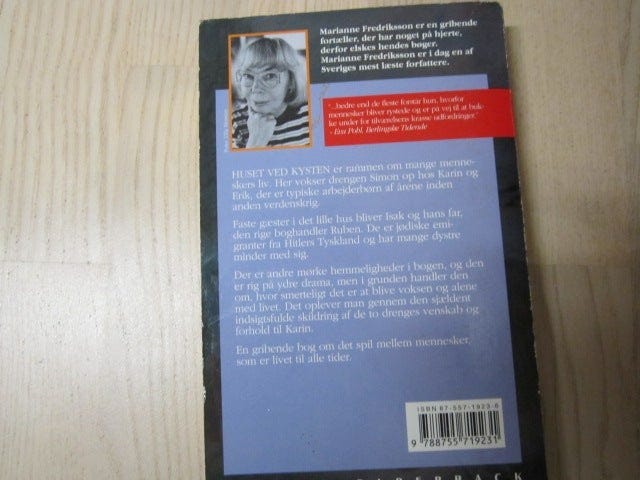 Marianne Fredriksson er en gribende
fortæller, der har noget på hjerte,
derfor elskes hendes bøger.
Marianne Fredriksson er i dag en af
Sveriges mest læste forfattere.
"...bedre end de fleste forstår hun, hvorfor
mennesker bliver rystede og er på vej til at buk-
ke under for tilværelsens krasse udfordringer."
- Eva Pohl, Berlingske Tidende
HUSET VED KYSTEN er rammen om mange menne-
skers liv. Her vokser drengen Simon op hos Karin og
Erik, der er typiske arbejderbørn af årene inden
anden verdenskrig.
Faste gæster i det lille hus bliver Isak og hans far,
den rige boghandler Ruben. De er jødiske emi-
granter fra Hitlers Tyskland og har mange dystre
minder med sig.
Der er andre mørke hemmeligheder i bogen, og den
er rig på ydre drama, men i grunden handler den
om, hvor smerteligt det er at blive voksen og alene
med livet. Det oplever man gennem den sjældent
indsigtsfulde skildring af de to drenges venskab og
forhold til Karin.
En gribende bog om det spil mellem mennesker,
som er livet til alle tider.
ISBN 87-557-1923-6
9 788755 719231